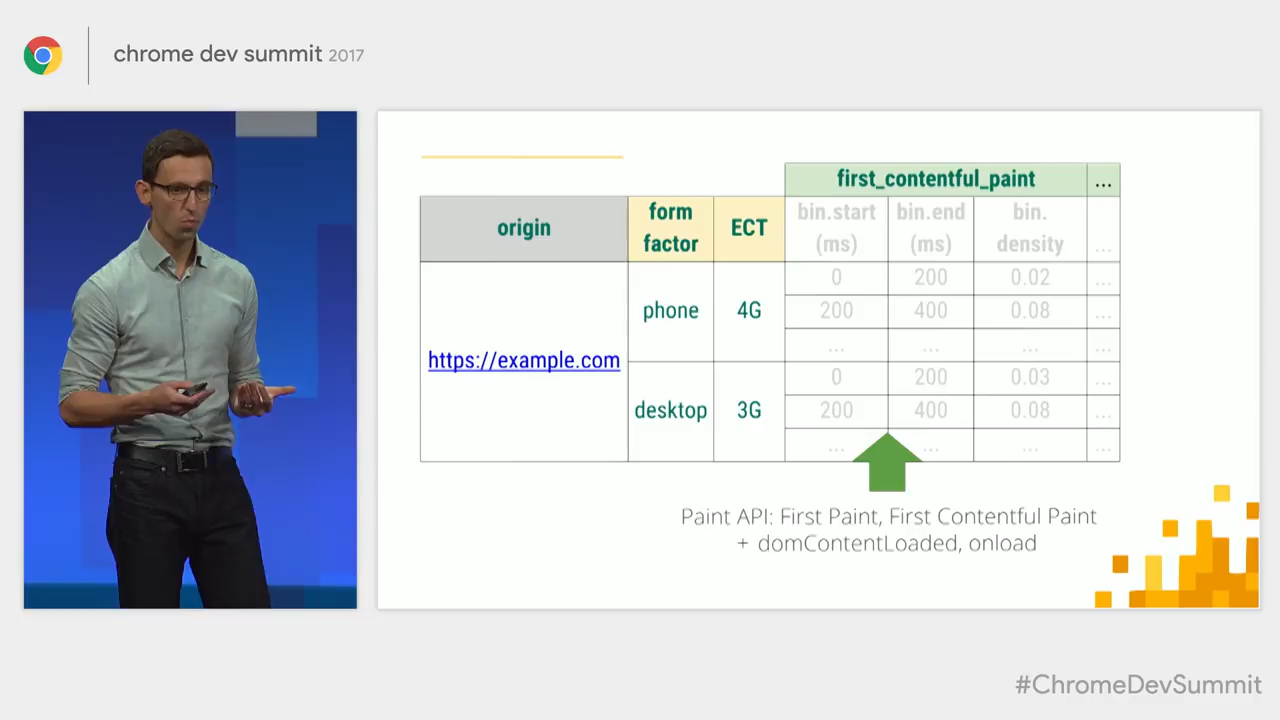 chrome dev summit 2017
first_contentful_paint ...
origin form factor ECT bin.start (ms) bin.end (ms) bin. density ...
https://example.com
phone 4G
0 200 0.02 ...
200 400 0.08 ...
... ... ... ...
desktop 3G
0 200 0.03 ...
200 400 0.08 ...
... ... ... ...
Paint API: First Paint, First Contentful Paint
+ domContentLoaded, onload
#ChromeDevSummit